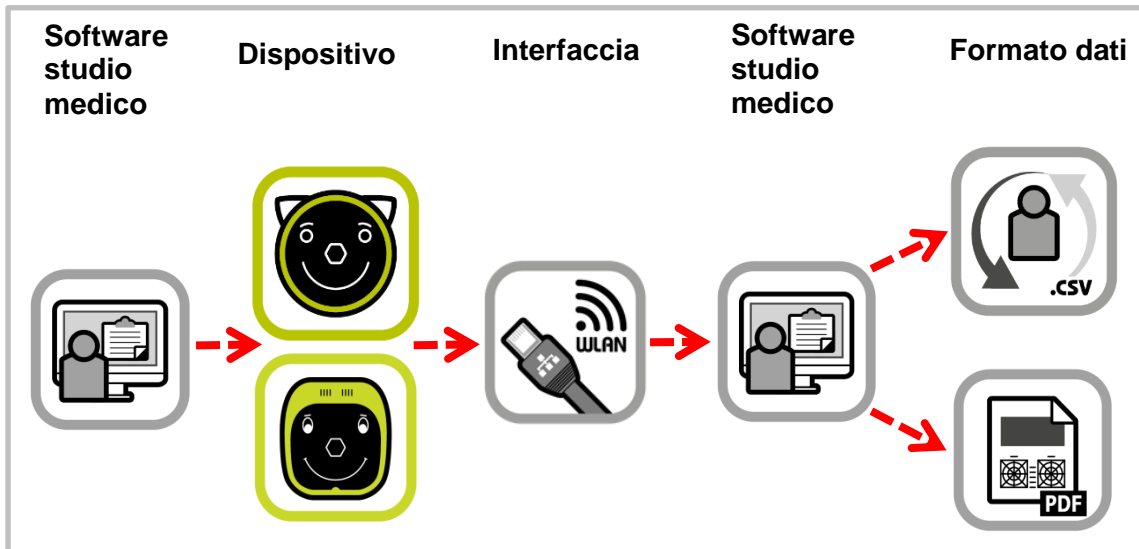 Software
studio
medico
Dispositivo
Interfaccia
Software
studio
medico
Formato dati
WLAN
.CSV
PDF